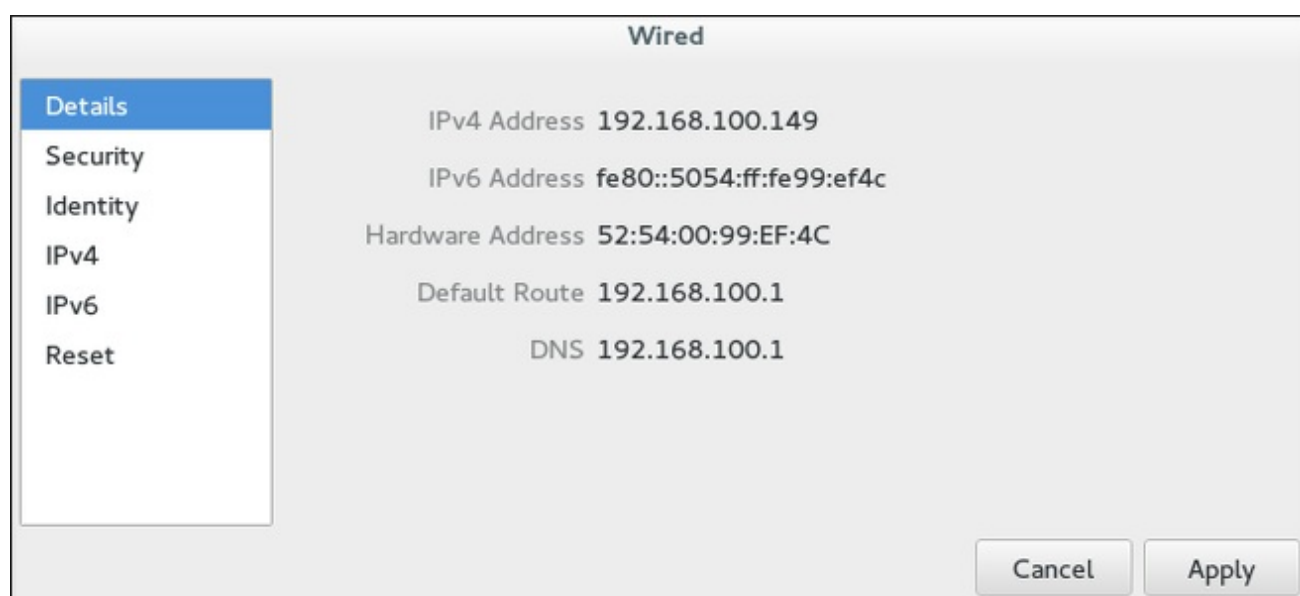 Wired
Details
Security
Identity
IPv4
IPv6
Reset
IPv4 Address 192.168.100.149
IPv6 Address fe80::5054:ff:fe99:ef4c
Hardware Address 52:54:00:99:EF:4C
Default Route 192.168.100.1
DNS 192.168.100.1
Cancel
Apply